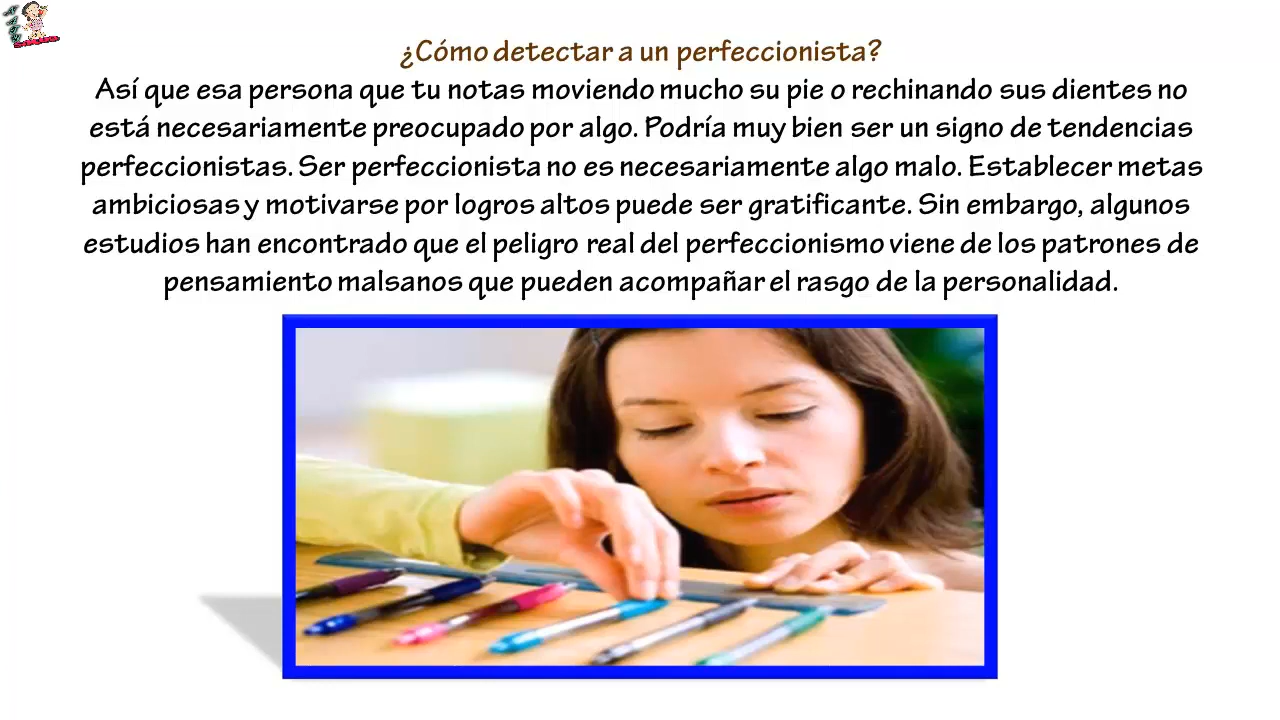 ¿Cómo detectar a un perfeccionista?
Así que esa persona que tu notas moviendo mucho su pie o rechinando sus dientes no
está necesariamente preocupado por algo. Podría muy bien ser un signo de tendencias
perfeccionistas. Ser perfeccionista no es necesariamente algo malo. Establecer metas
ambiciosas y motivarse por logros altos puede ser gratificante. Sin embargo, algunos
estudios han encontrado que el peligro real del perfeccionismo viene de los patrones de
pensamiento malsanos que pueden acompañar el rasgo de la personalidad.